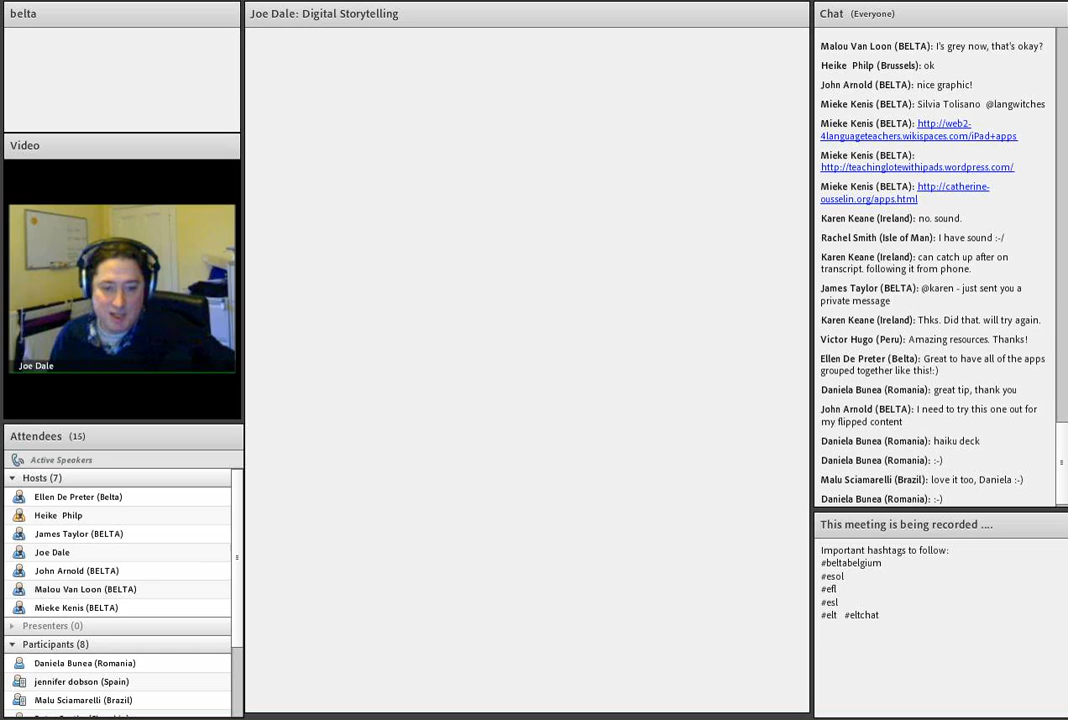 belta
Video
Joe Dale
Attendees (15)
Active Speakers
Hosts (7)
Ellen De Preter (Belta)
Heike Philp
James Taylor (BELTA)
Joe Dale
John Arnold (BELTA)
Malou Van Loon (BELTA)
Mieke Kenis (BELTA)
Presenters (0)
Participants (8)
Daniela Bunea (Romania)
jennifer dobson (Spain)
Malu Sciamarelli (Brazil)
Joe Dale: Digital Storytelling
Chat (Everyone)
Malou Van Loon (BELTA): I's grey now, that's okay?
Heike Philp (Brussels): ok
John Arnold (BELTA): nice graphic!
Mieke Kenis (BELTA): Silvia Tolisano @langwitches
Mieke Kenis (BELTA): http://web2-
4languageteachers.wikispaces.com/iPad+apps
Mieke Kenis (BELTA):
http://teachinglotewithipads.wordpress.com/
Mieke Kenis (BELTA): http://catherine-
ousselin.org/apps.html
Karen Keane (Ireland): no. sound.
Rachel Smith (Isle of Man): I have sound :-/
Karen Keane (Ireland): can catch up after on
transcript. following it from phone.
James Taylor (BELTA): @karen - just sent you a
private message
Karen Keane (Ireland): Thks. Did that. will try again.
Victor Hugo (Peru): Amazing resources. Thanks!
Ellen De Preter (Belta): Great to have all of the apps
grouped together like this!:)
Daniela Bunea (Romania): great tip, thank you
John Arnold (BELTA): I need to try this one out for
my flipped content
Daniela Bunea (Romania): haiku deck
Daniela Bunea (Romania): :-)
Malu Sciamarelli (Brazil): love it too, Daniela :-)
Daniela Bunea (Romania): :-)
This meeting is being recorded ....
Important hashtags to follow:
#beltabelgium
#esol
#efl
#esl
#elt #eltchat